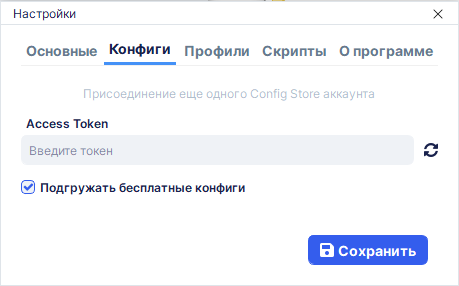 Настройки
Основные Конфиги Профили Скрипты О программе
Присоединение еще одного Config Store аккаунта
Access Token
Введите токен
Подгружать бесплатные конфиги
Сохранить